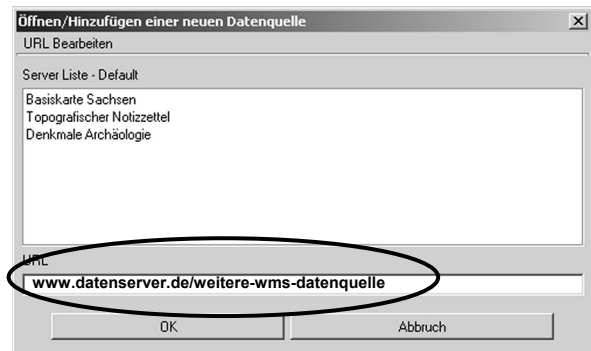 Öffnen/Hinzufügen einer neuen Datenquelle
URL Bearbeiten
Server Liste - Default
Basiskarte Sachsen
Topografischer Notizzettel
Denkmale Archäologie
URL
www.datenserver.de/weitere-wms-datenquelle
OK Abbruch